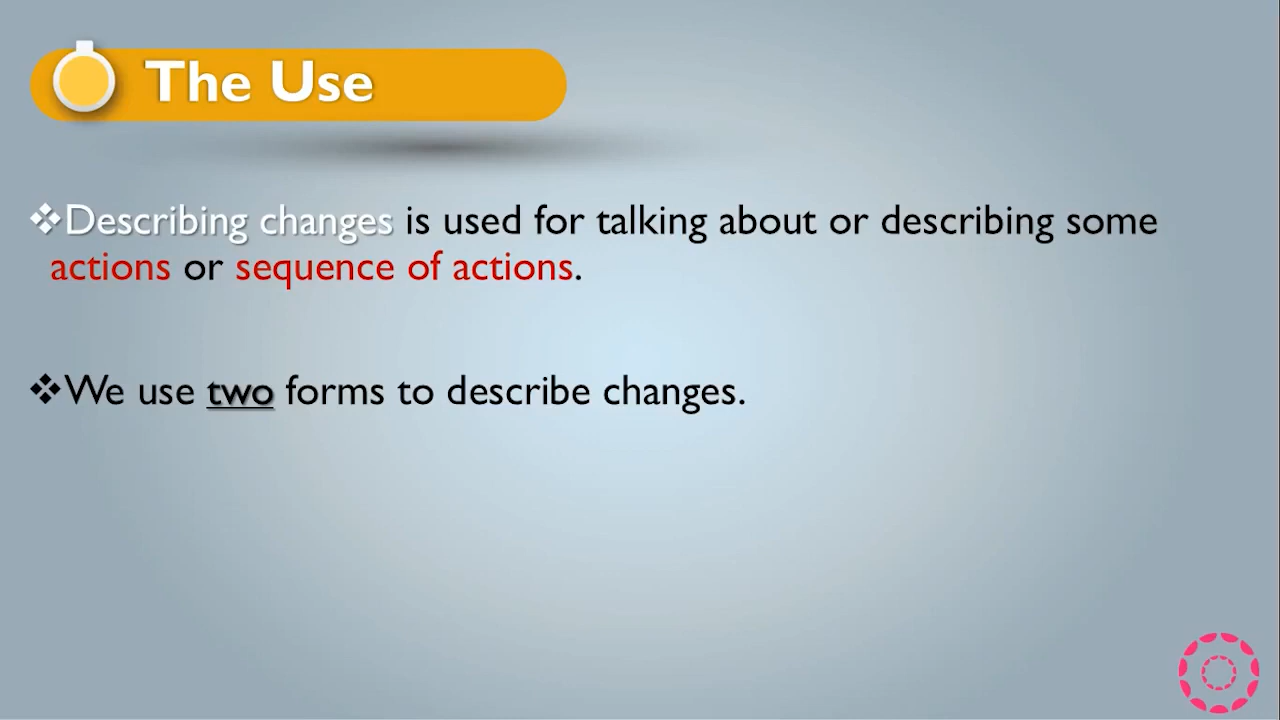 The Use
❖Describing changes is used for talking about or describing some
actions or sequence of actions.
❖We use two forms to describe changes.